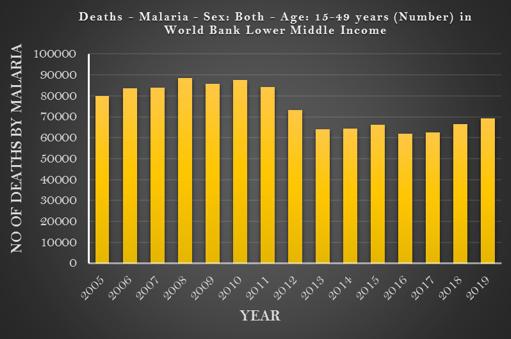 Deaths - Malaria - Sex: Both - Age: 15-49 years (Number) in
World Bank Lower Middle Income
NO OF DEATHS BY MALARIA
100000
90000
80000
70000
60000
50000
40000
30000
20000
10000
0
2005 2006 2007 2008 2009 2010 2011 2012 2013 2014 2015 2016 2017 2018 2019
YEAR